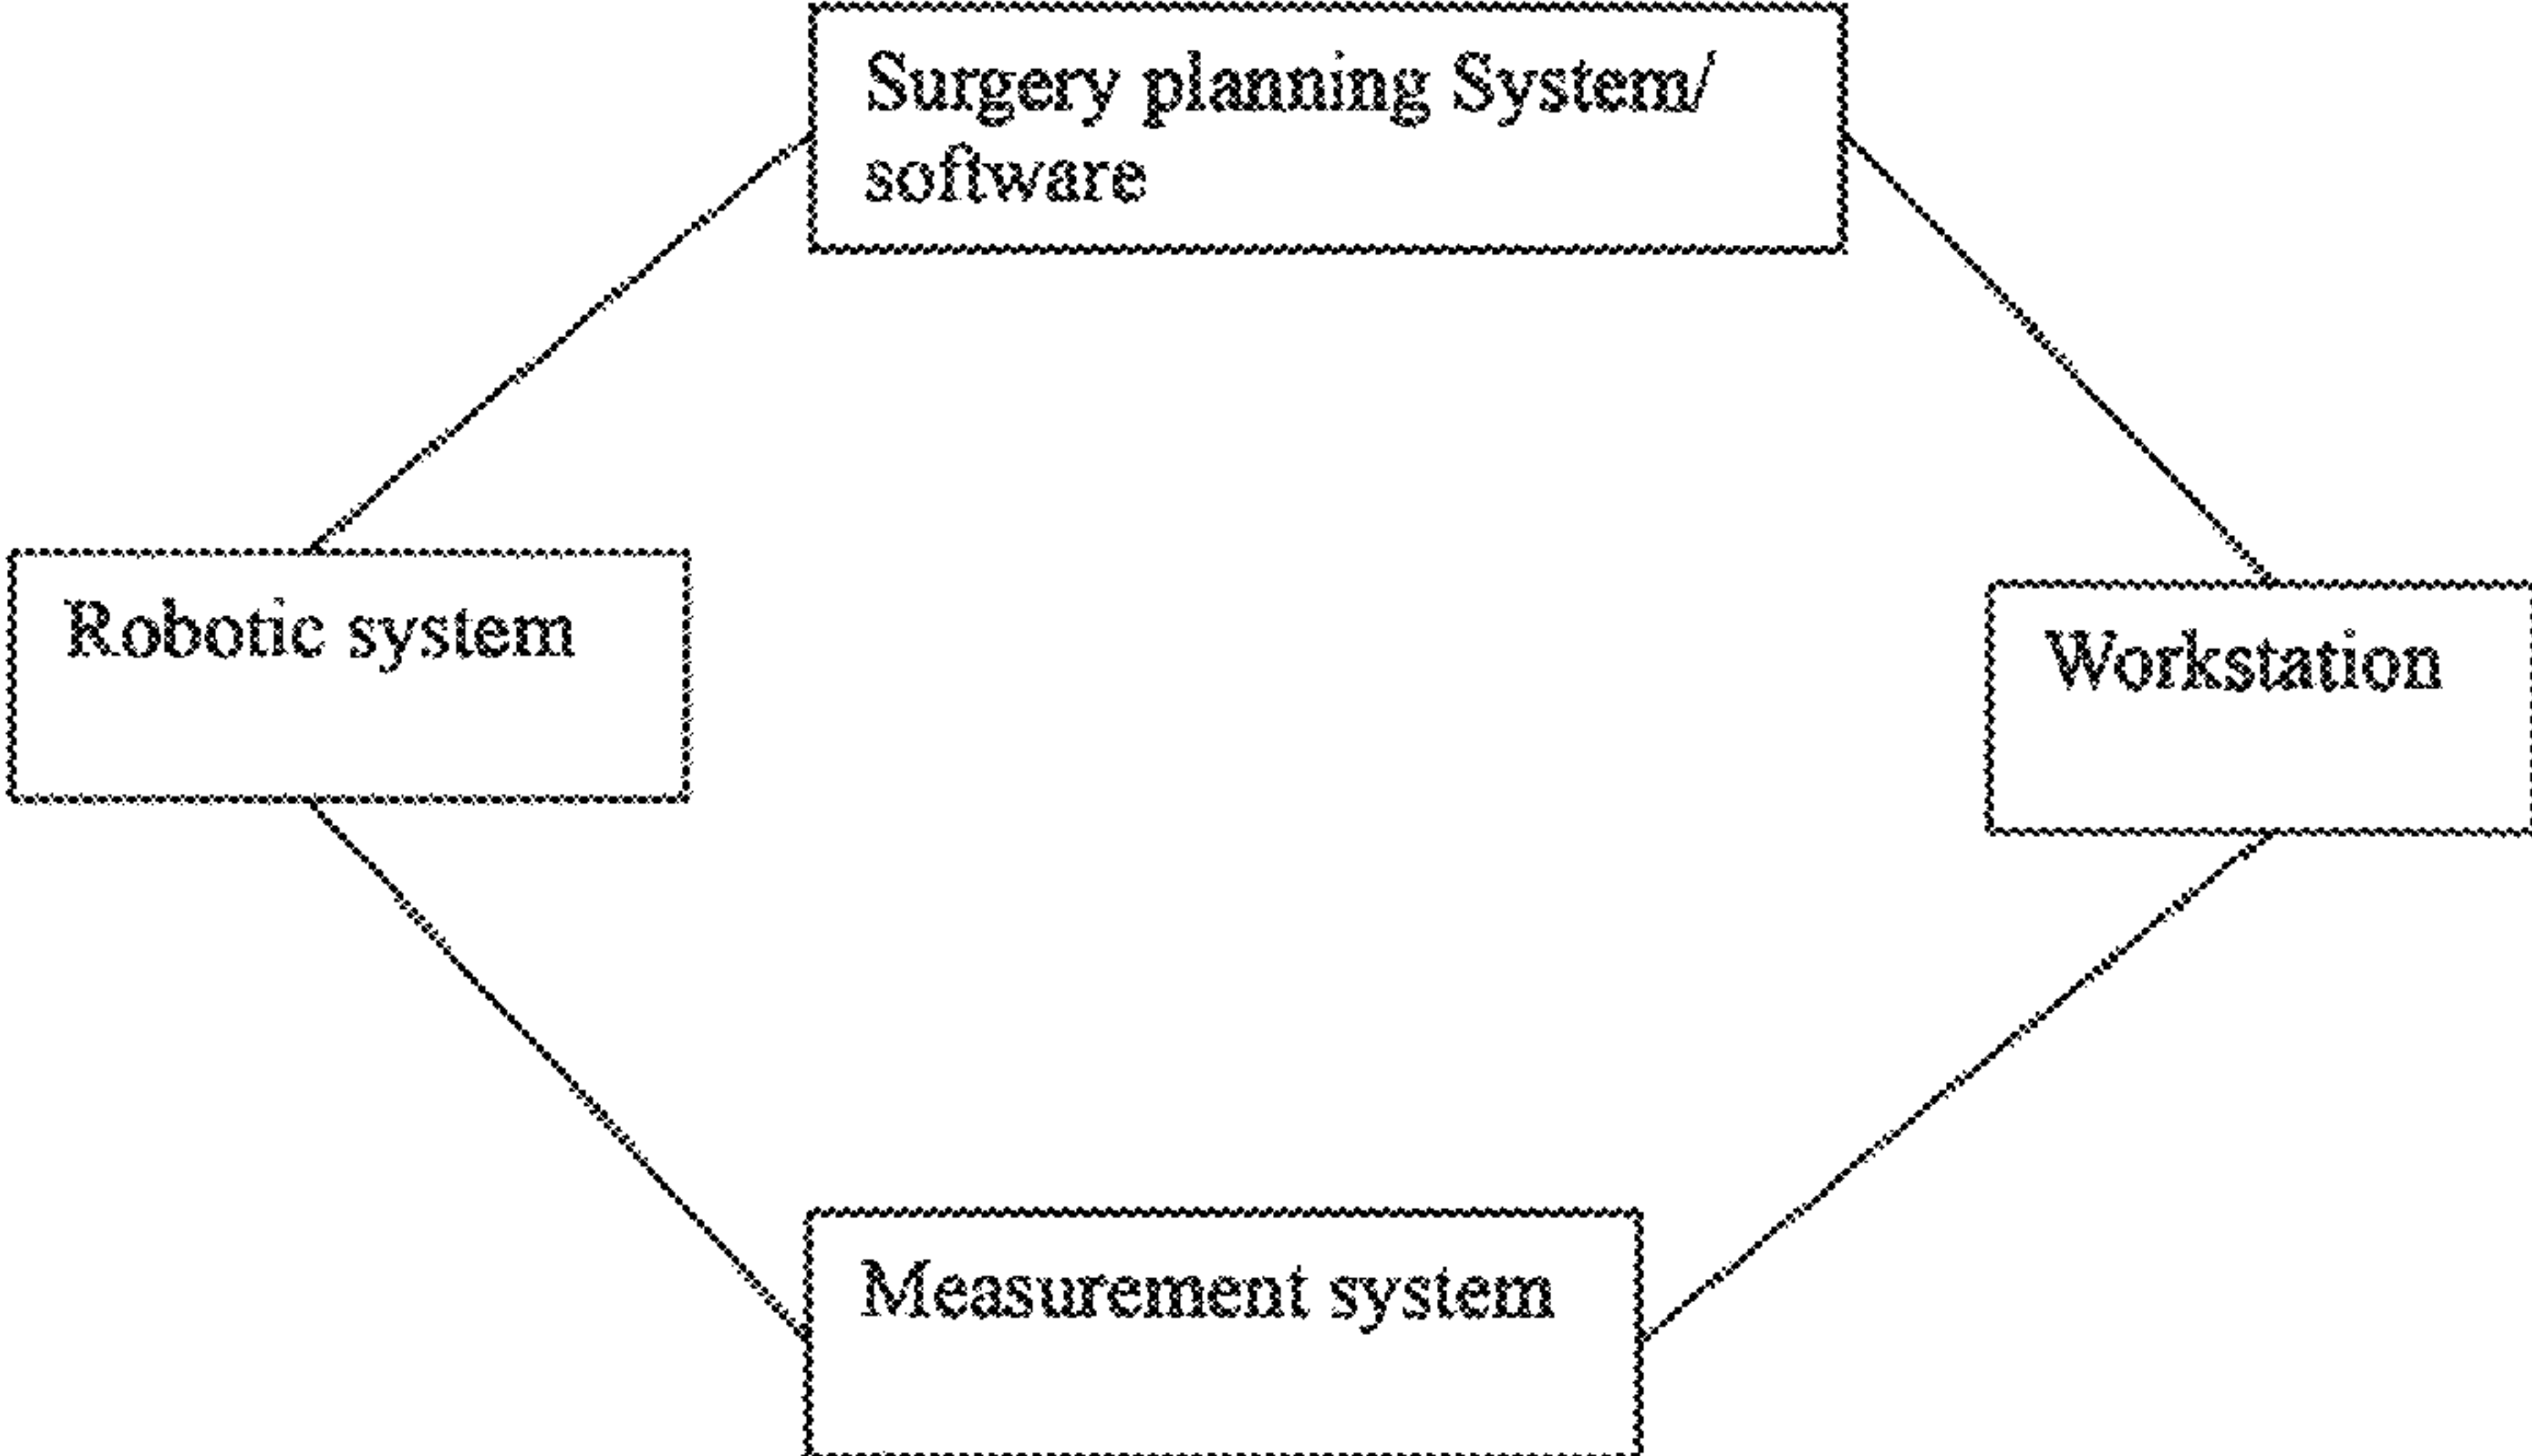 Surgery planning System/
software
Robotic system
Workstation
Measurement system